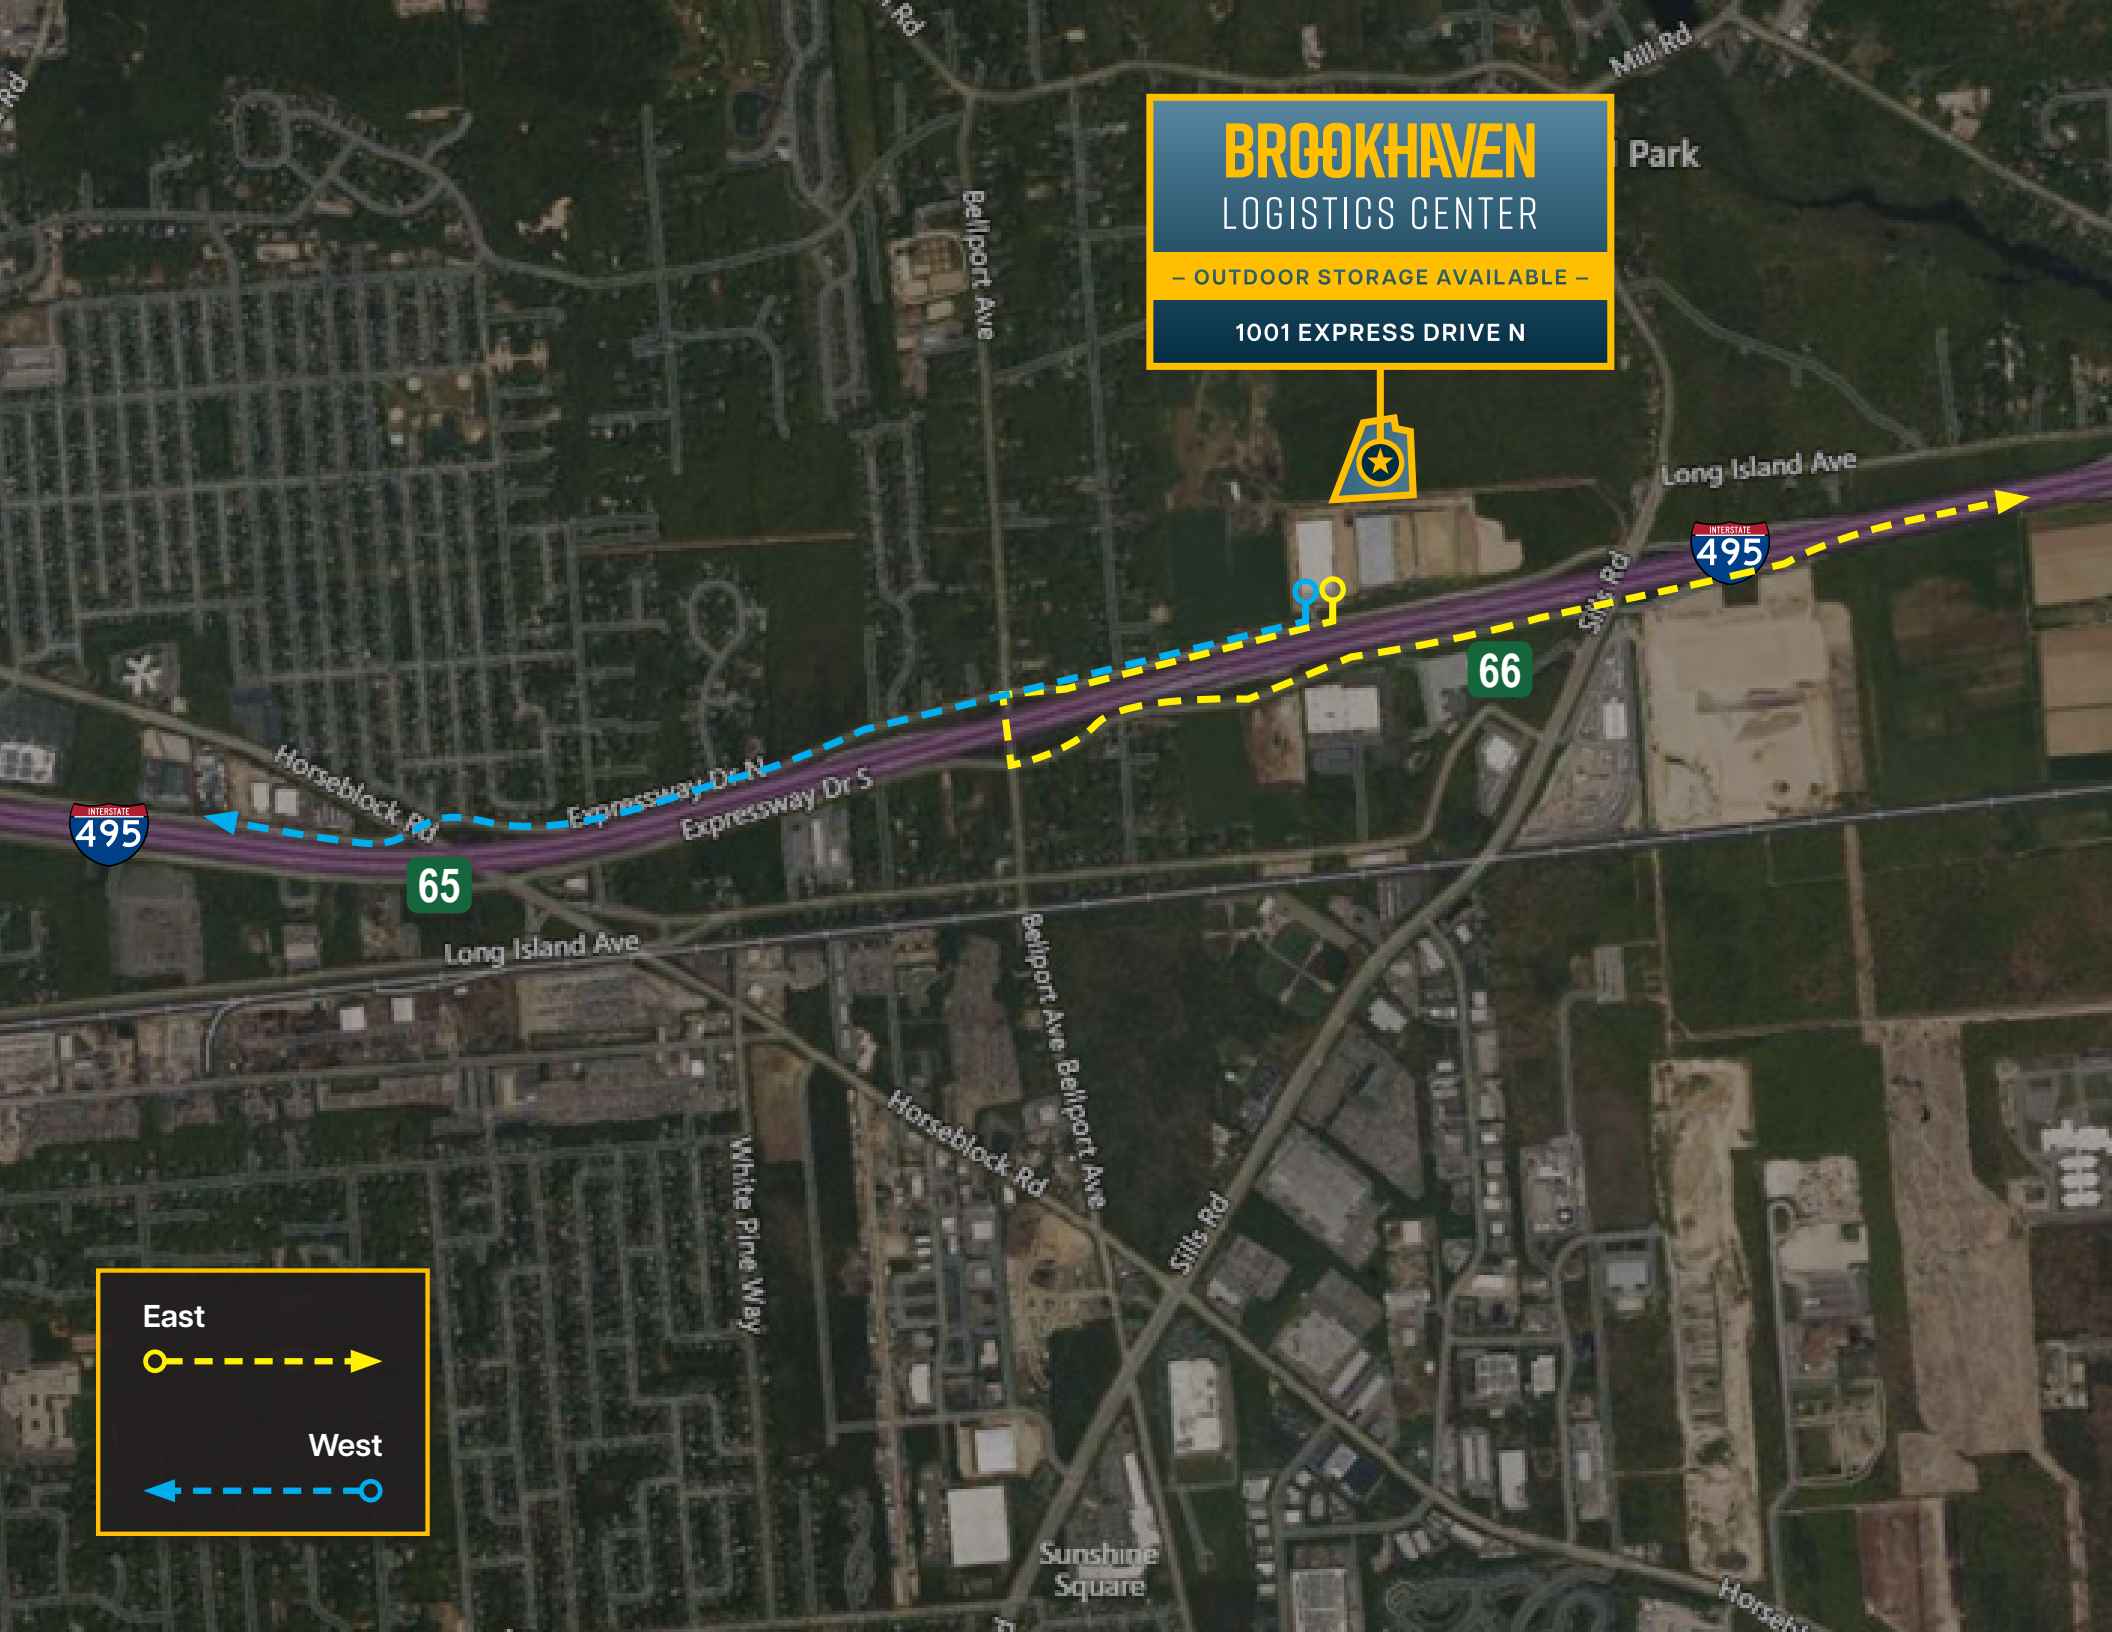 Rd
Rd
Mill Rd
Park
BROOKHAVEN
LOGISTICS CENTER
– OUTDOOR STORAGE AVAILABLE –
1001 EXPRESS DRIVE N
Bellport Ave
Long Island Ave
INTERSTATE
495
Sills Rd
66
Horseblock Rd
Expressway Dr N
Expressway Dr S
INTERSTATE
495
65
Long Island Ave
Bellport Ave
Bellport Ave
Horseblock Rd
White Pine Way
Sills Rd
East
West
Sunshine
Square